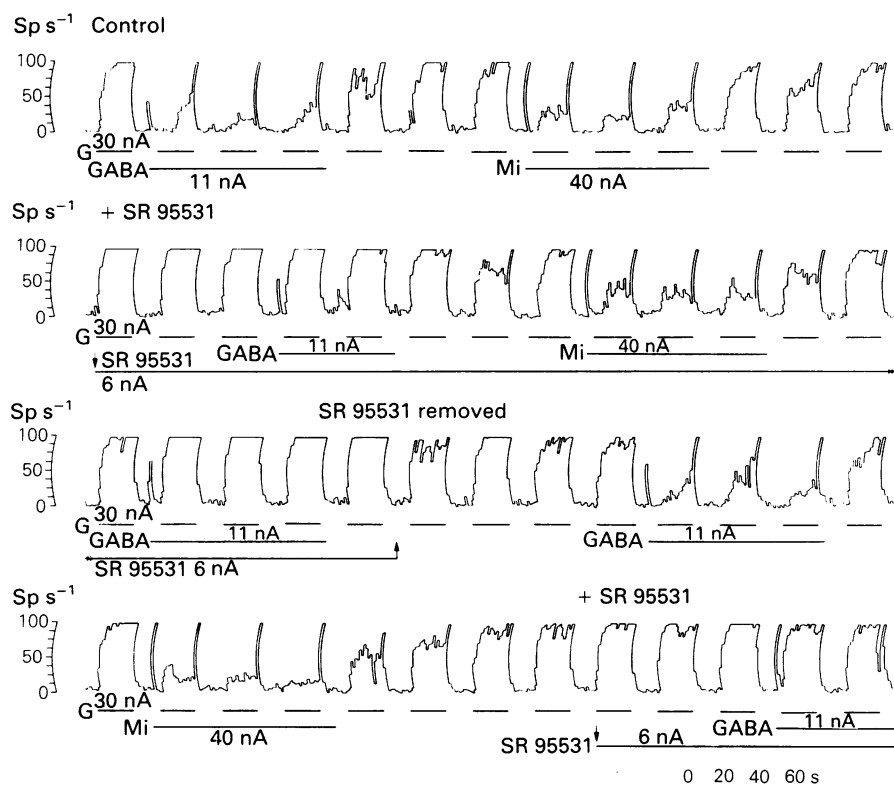 Sp s⁻¹ Control
100
50
0
G 30 nA
GABA 11 nA Mi 40 nA
Sp s⁻¹ + SR 95531
100
50
0
G 30 nA
GABA 11 nA Mi 40 nA
SR 95531
6 nA
Sp s⁻¹ SR 95531 removed
100
50
0
G 30 nA
GABA 11 nA GABA 11 nA
SR 95531 6 nA
Sp s⁻¹ + SR 95531
100
50
0
G 30 nA
Mi 40 nA GABA 11 nA
SR 95531 6 nA
0 20 40 60 s